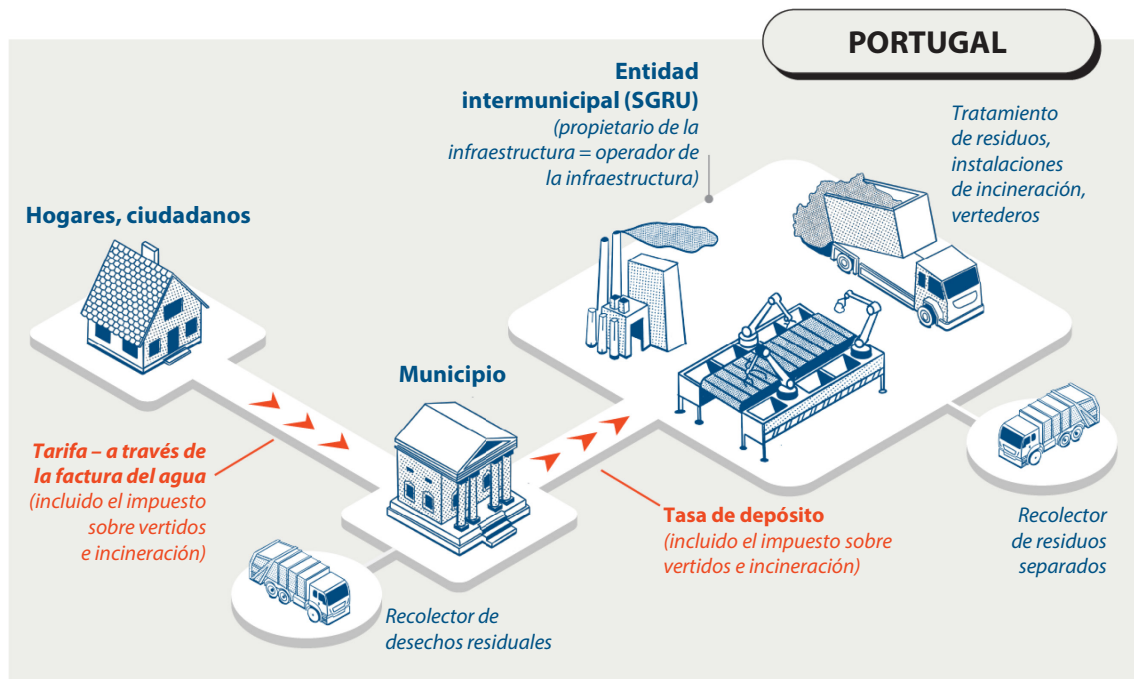 PORTUGAL
Entidad
intermunicipal (SGRU)
(propietario de la
infraestructura = operador de
la infraestructura)
Tratamiento
de residuos,
instalaciones
de incineración,
vertederos
Hogares, ciudadanos
Municipio
Tarifa – a través de
la factura del agua
(incluido el impuesto
sobre vertidos
e incineración)
Tasa de depósito
(incluido el impuesto sobre
vertidos e incineración)
Recolector
de residuos
separados
Recolector de
desechos residuales